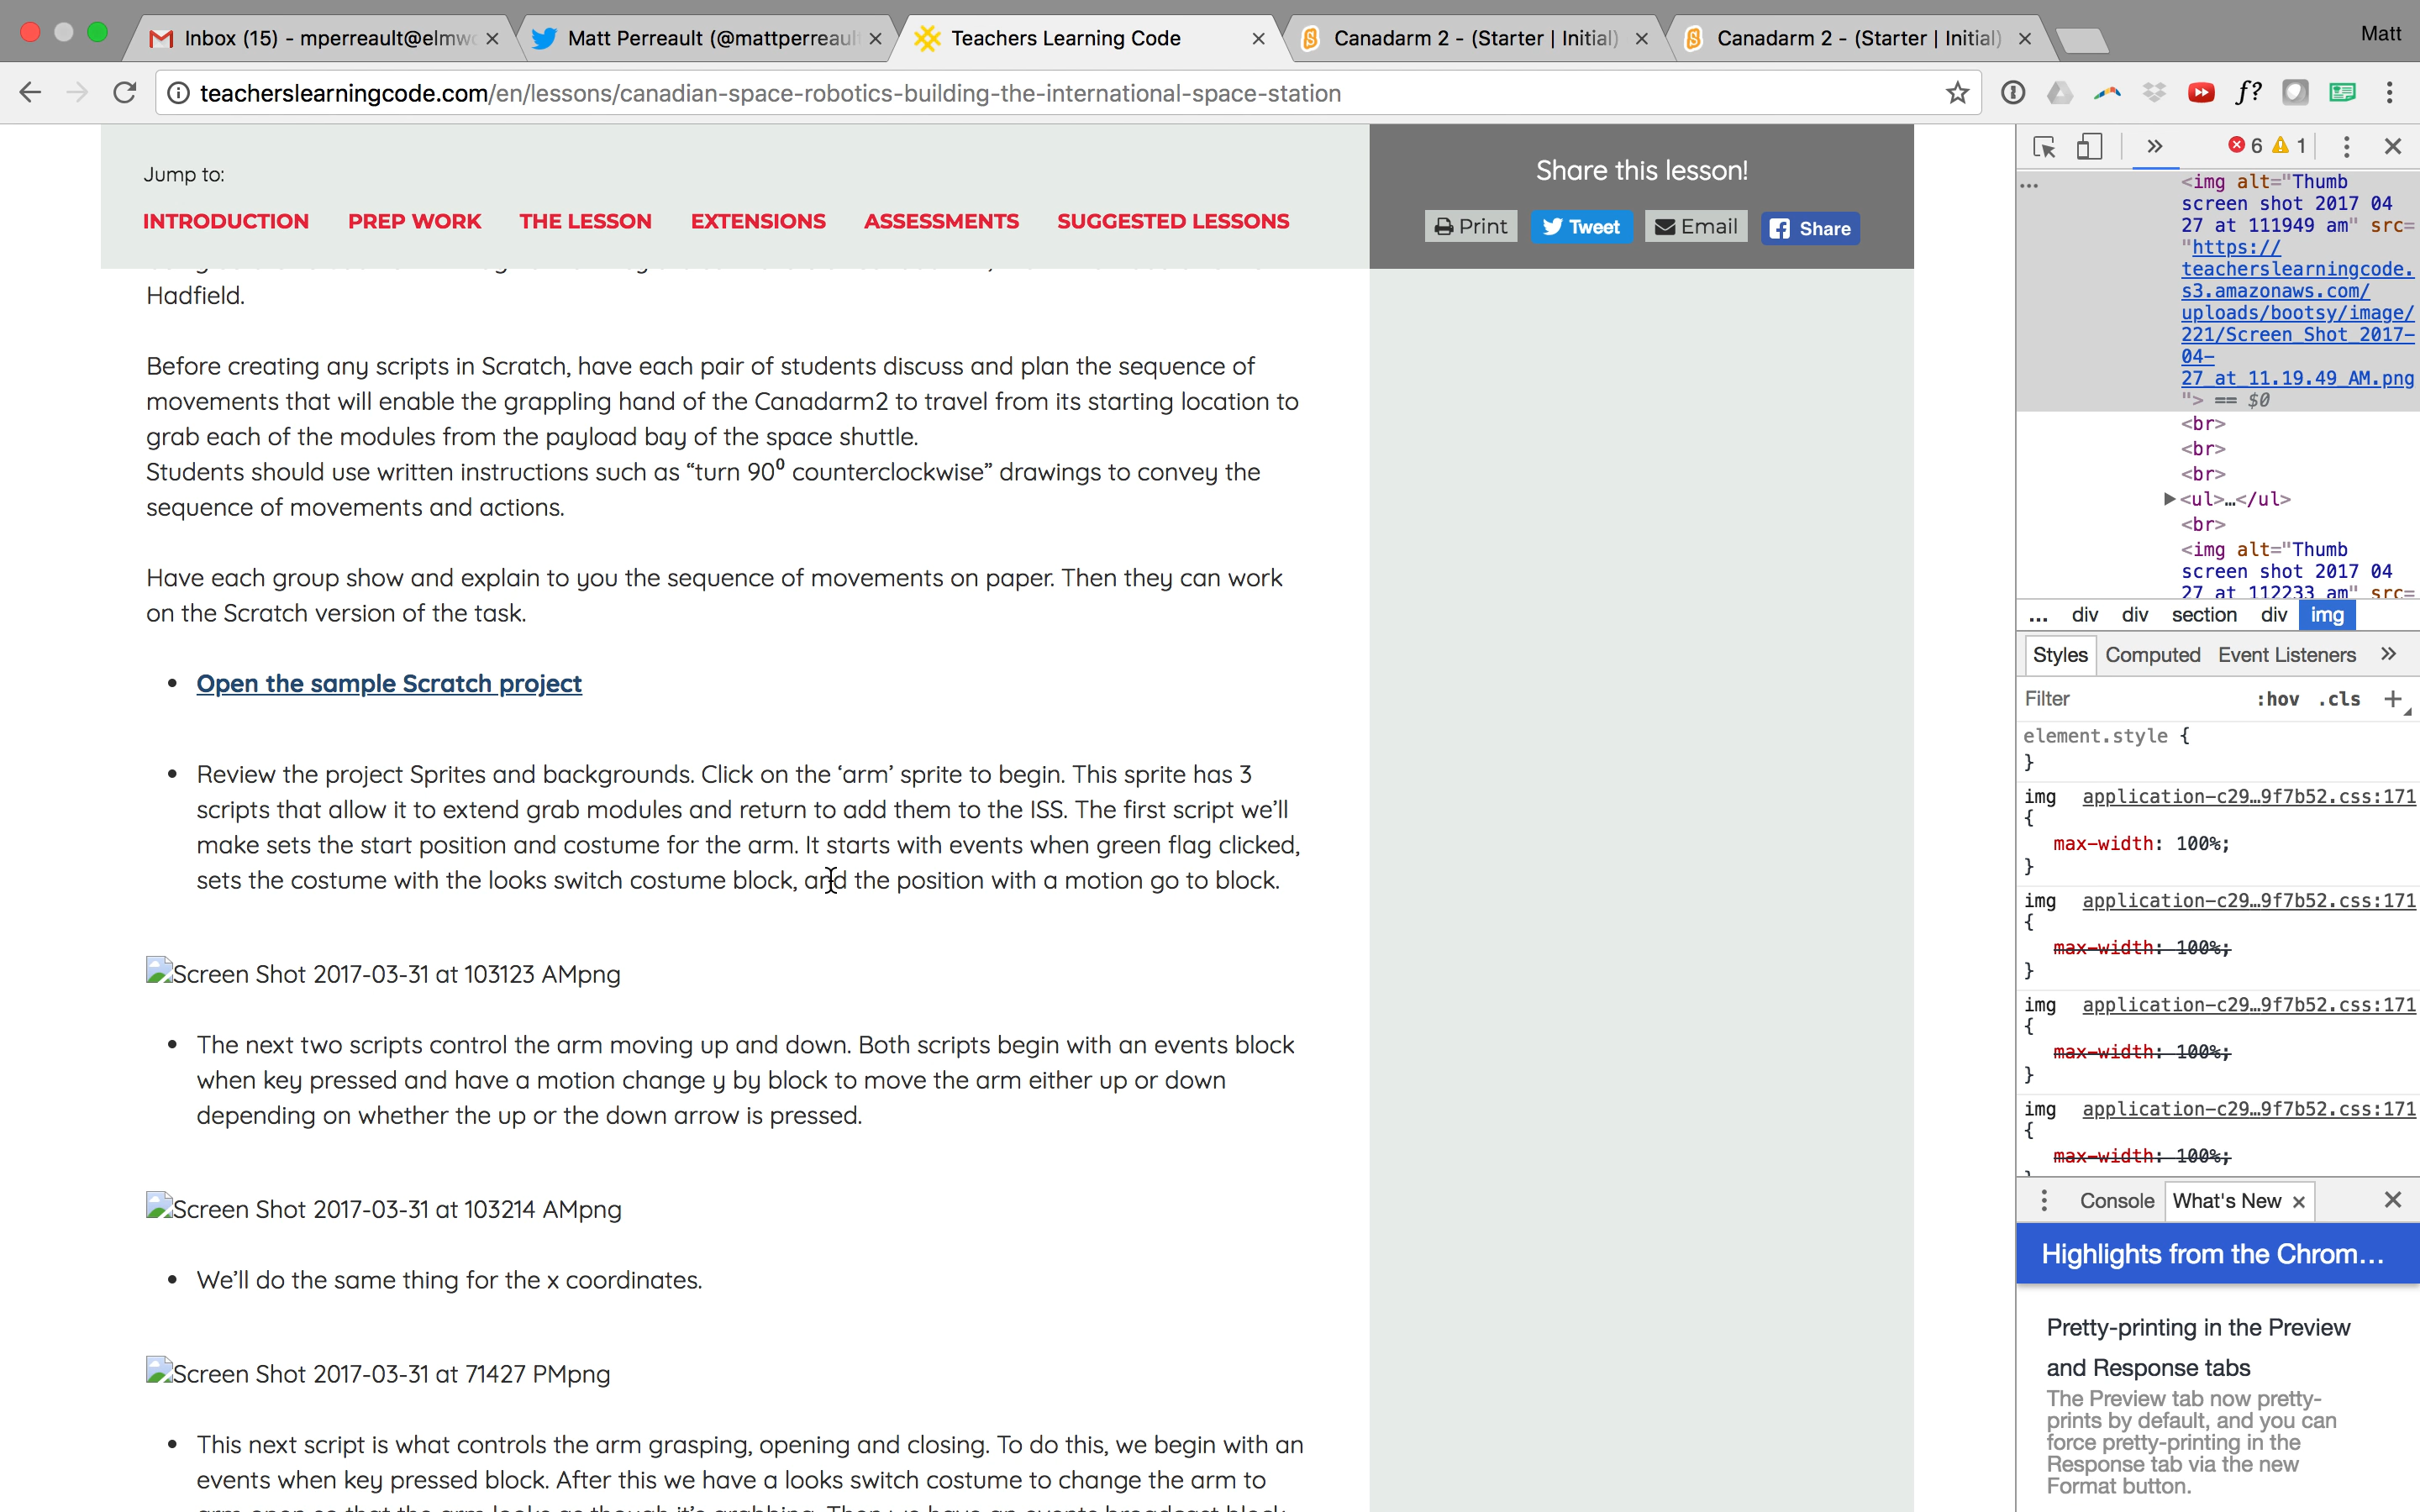 Inbox (15) - mperreault@elmwo
Matt Perreault (@mattperreault
Teachers Learning Code
Canadarm 2 - (Starter | Initial)
Canadarm 2 - (Starter | Initial)
Matt
teacherslearningcode.com/en/lessons/canadian-space-robotics-building-the-international-space-station
f?
Jump to:
INTRODUCTION PREP WORK THE LESSON EXTENSIONS ASSESSMENTS SUGGESTED LESSONS
Share this lesson!
Print Tweet Email Share
Hadfield.
Before creating any scripts in Scratch, have each pair of students discuss and plan the sequence of
movements that will enable the grappling hand of the Canadarm2 to travel from its starting location to
grab each of the modules from the payload bay of the space shuttle.
Students should use written instructions such as “turn 90⁰ counterclockwise” drawings to convey the
sequence of movements and actions.
Have each group show and explain to you the sequence of movements on paper. Then they can work
on the Scratch version of the task.
• Open the sample Scratch project
• Review the project Sprites and backgrounds. Click on the ‘arm’ sprite to begin. This sprite has 3
scripts that allow it to extend grab modules and return to add them to the ISS. The first script we’ll
make sets the start position and costume for the arm. It starts with events when green flag clicked,
sets the costume with the looks switch costume block, and the position with a motion go to block.
Screen Shot 2017-03-31 at 103123 AMpng
• The next two scripts control the arm moving up and down. Both scripts begin with an events block
when key pressed and have a motion change y by block to move the arm either up or down
depending on whether the up or the down arrow is pressed.
Screen Shot 2017-03-31 at 103214 AMpng
• We’ll do the same thing for the x coordinates.
Screen Shot 2017-03-31 at 71427 PMpng
• This next script is what controls the arm grasping, opening and closing. To do this, we begin with an
events when key pressed block. After this we have a looks switch costume to change the arm to
6 1
...
<img alt="Thumb
screen shot 2017 04
27 at 111949 am" src=
"https://
teacherslearningcode.
s3.amazonaws.com/
uploads/bootsy/image/
221/Screen_Shot_2017-
04-
27_at_11.19.49_AM.png
"> == $0
<br>
<br>
<br>
<ul>…</ul>
<br>
<img alt="Thumb
screen shot 2017 04
27 at 112233 am" src=
... div div section div img
Styles Computed Event Listeners »
Filter :hov .cls +
element.style {
}
img application-c29…9f7b52.css:171
{
max-width: 100%;
}
img application-c29…9f7b52.css:171
{
max-width: 100%;
}
img application-c29…9f7b52.css:171
{
max-width: 100%;
}
img application-c29…9f7b52.css:171
{
max-width: 100%;
Console What's New
Highlights from the Chrom…
Pretty-printing in the Preview
and Response tabs
The Preview tab now pretty-
prints by default, and you can
force pretty-printing in the
Response tab via the new
Format button.